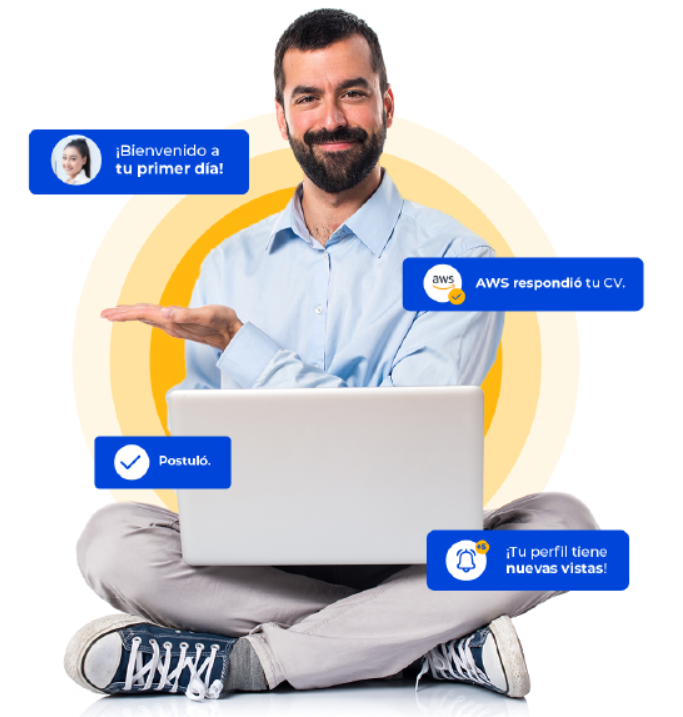 ¡Bienvenido a
tu primer día!
aws
AWS respondió tu CV.
Postuló.
+5
¡Tu perfil tiene
nuevas vistas!